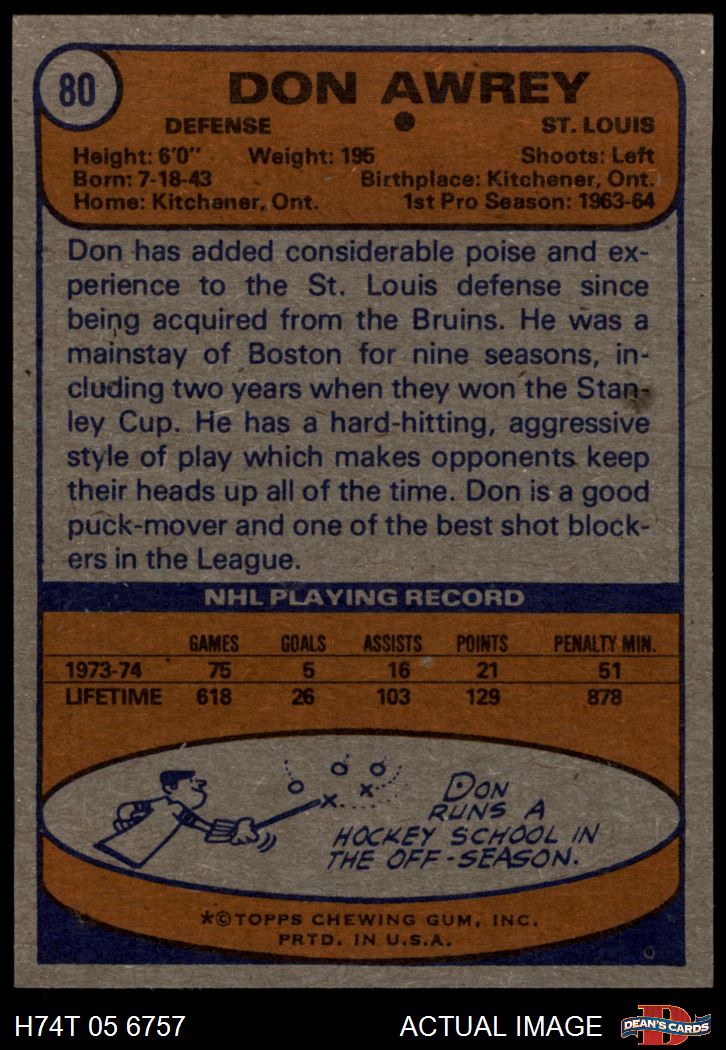 80
DON AWREY
DEFENSE ● ST. LOUIS
Height: 6'0" Weight: 195 Shoots: Left
Born: 7-18-43 Birthplace: Kitchener, Ont.
Home: Kitchaner, Ont. 1st Pro Season: 1963-64
Don has added considerable poise and ex-
perience to the St. Louis defense since
being acquired from the Bruins. He was a
mainstay of Boston for nine seasons, in-
cluding two years when they won the Stan-
ley Cup. He has a hard-hitting, aggressive
style of play which makes opponents keep
their heads up all of the time. Don is a good
puck-mover and one of the best shot block-
ers in the League.
NHL PLAYING RECORD
GAMES GOALS ASSISTS POINTS PENALTY MIN.
1973-74 75 5 16 21 51
LIFETIME 618 26 103 129 878
DON
RUNS A
HOCKEY SCHOOL IN
THE OFF-SEASON.
*©TOPPS CHEWING GUM, INC.
PRTD. IN U.S.A.
H74T 05 6757 ACTUAL IMAGE D DEAN'S CARDS